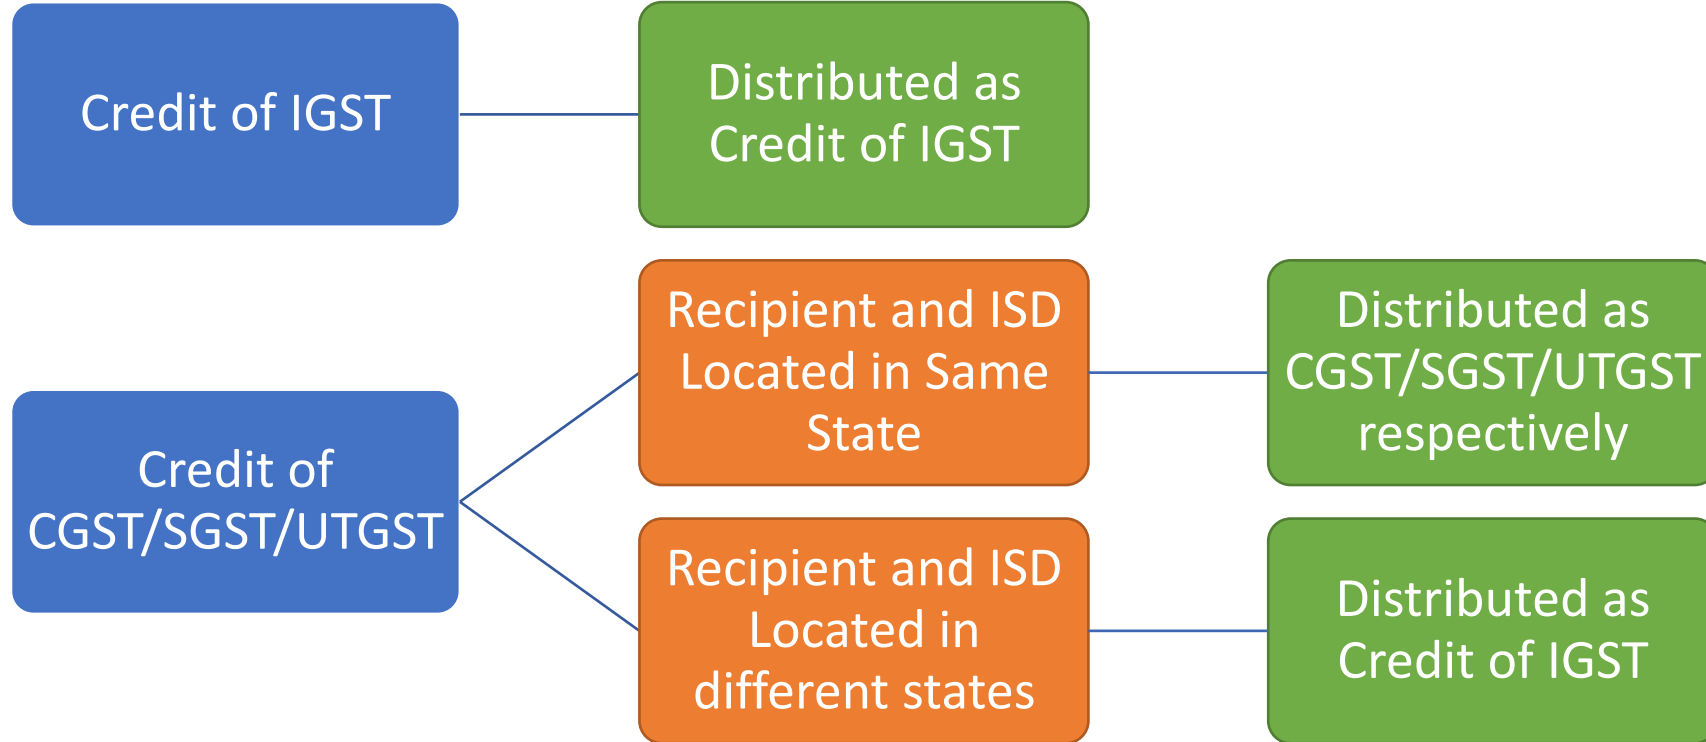 Credit of IGST
Distributed as
Credit of IGST
Credit of
CGST/SGST/UTGST
Recipient and ISD
Located in Same
State
Distributed as
CGST/SGST/UTGST
respectively
Recipient and ISD
Located in
different states
Distributed as
Credit of IGST